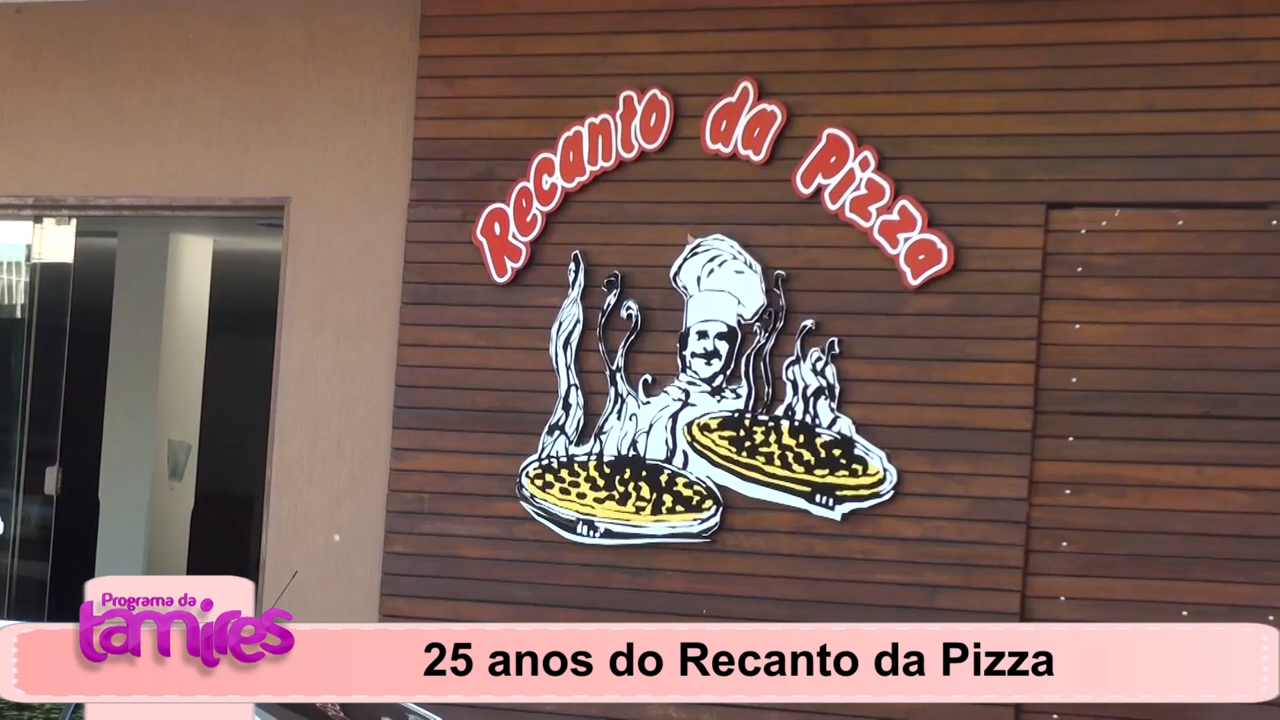 Recanto da Pizza
Programa da
tamires
25 anos do Recanto da Pizza